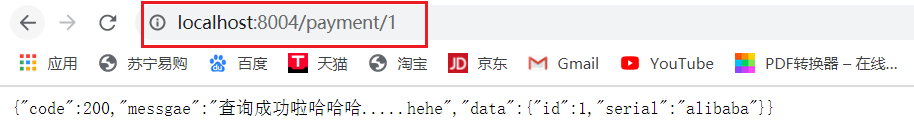 localhost:8004/payment/1
应用 苏宁易购 百度 天猫 淘宝 京东 Gmail YouTube PDF转换器 – 在线...
{"code":200,"messgae":"查询成功啦哈哈哈.....hehe","data":{"id":1,"serial":"alibaba"}}